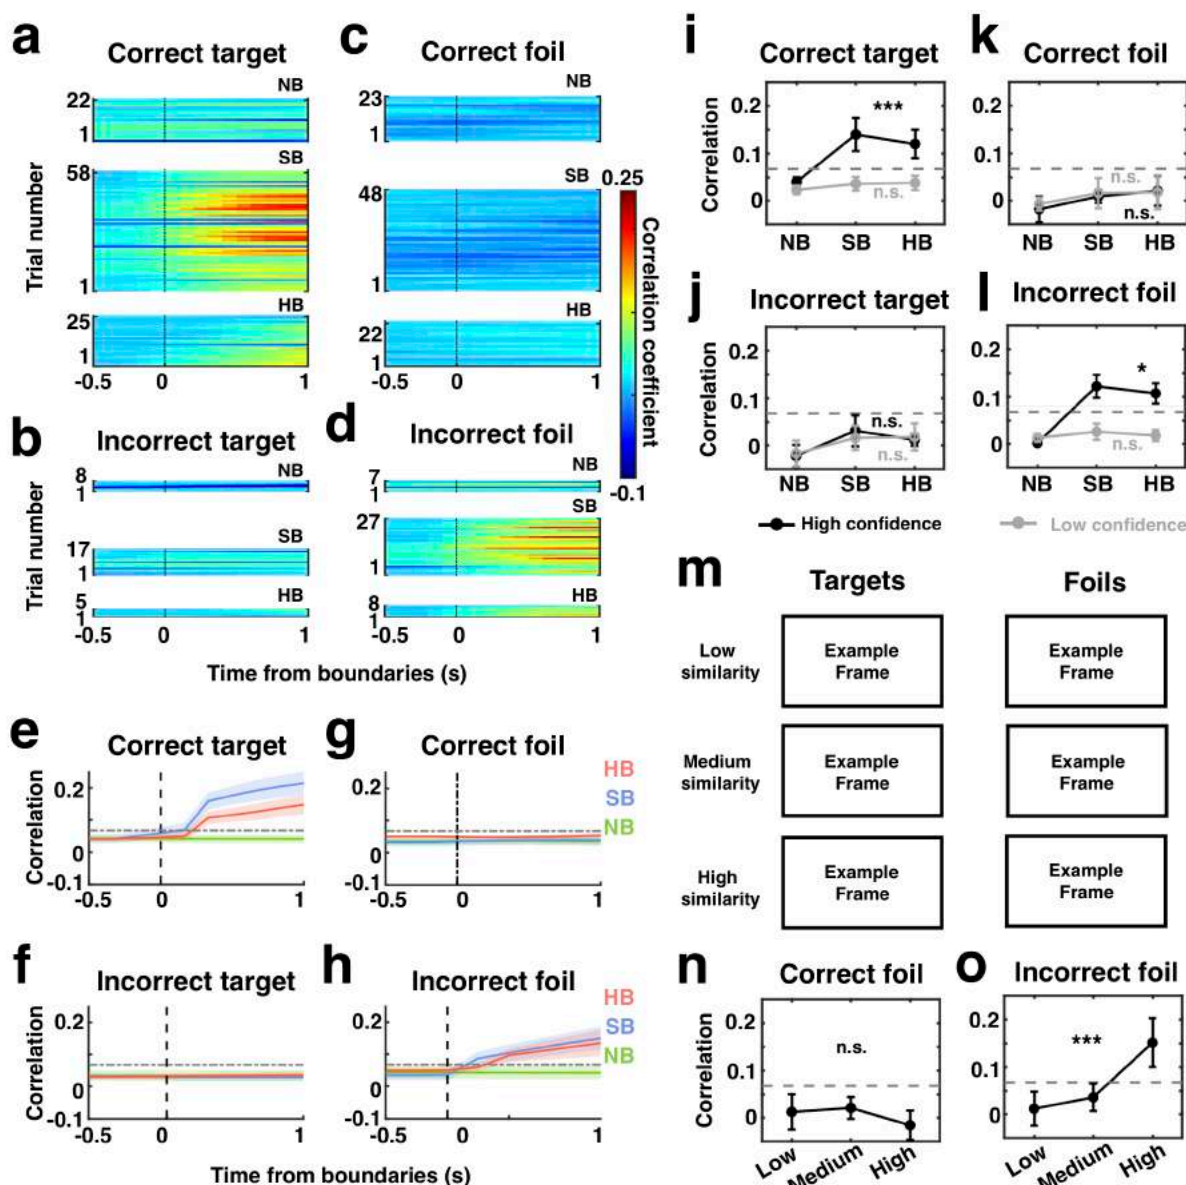 a
Correct target
NB
22
1
SB
58
1
HB
25
1
Trial number
-0.5 0 1
c
Correct foil
NB
23
1
SB
48
1
HB
22
1
-0.5 0 1
0.25
Correlation coefficient
-0.1
b
Incorrect target
NB
8
1
SB
17
1
HB
5
1
Trial number
-0.5 0 1
d
Incorrect foil
NB
7
1
SB
27
1
HB
8
1
-0.5 0 1
Time from boundaries (s)
e
Correct target
Correlation
0.2
0
-0.1
-0.5 0 1
g
Correct foil
HB
SB
NB
-0.5 0 1
f
Incorrect target
Correlation
0.2
0
-0.1
-0.5 0 1
h
Incorrect foil
HB
SB
NB
-0.5 0 1
Time from boundaries (s)
i
Correct target
Correlation
0.2
0.1
0
***
n.s.
NB SB HB
k
Correct foil
0.2
0.1
0
n.s.
n.s.
NB SB HB
j
Incorrect target
Correlation
0.2
0.1
0
n.s.
n.s.
NB SB HB
l
Incorrect foil
0.2
0.1
0
*
n.s.
NB SB HB
High confidence
Low confidence
m
Targets
Foils
Low
similarity
Example
Frame
Example
Frame
Medium
similarity
Example
Frame
Example
Frame
High
similarity
Example
Frame
Example
Frame
n
Correct foil
Correlation
0.2
0.1
0
n.s.
Low Medium High
o
Incorrect foil
0.2
0.1
0
***
Low Medium High